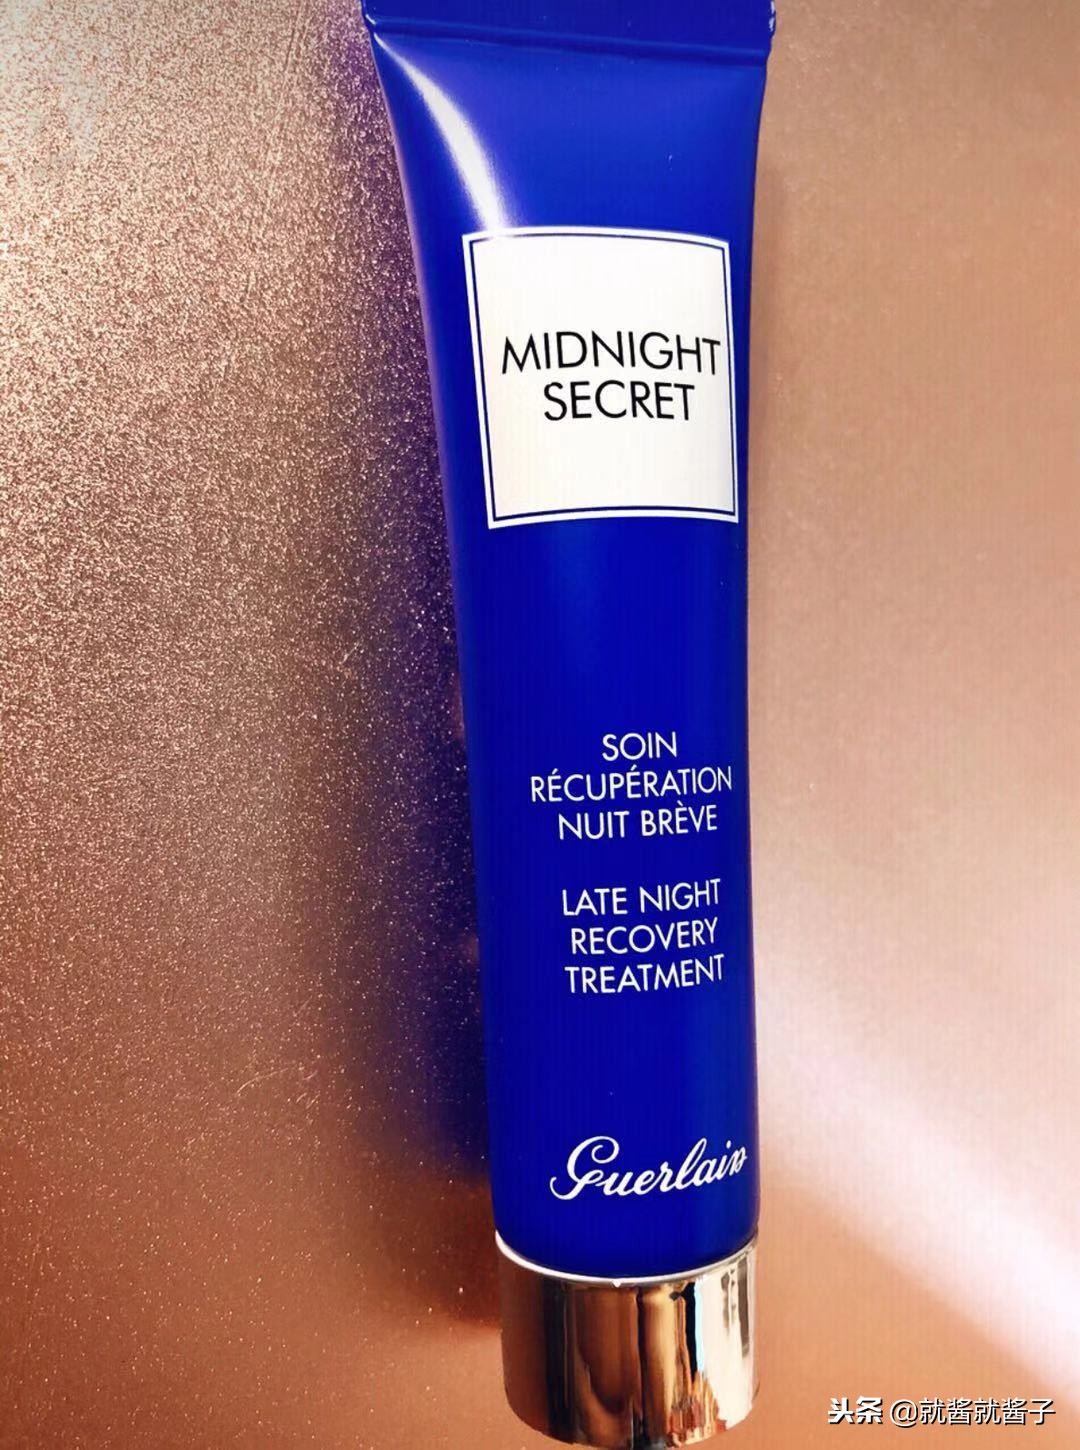 MIDNIGHT
SECRET
SOIN
RÉCUPÉRATION
NUIT BRÈVE
LATE NIGHT
RECOVERY
TREATMENT
Guerlain
头条 @就酱就酱子